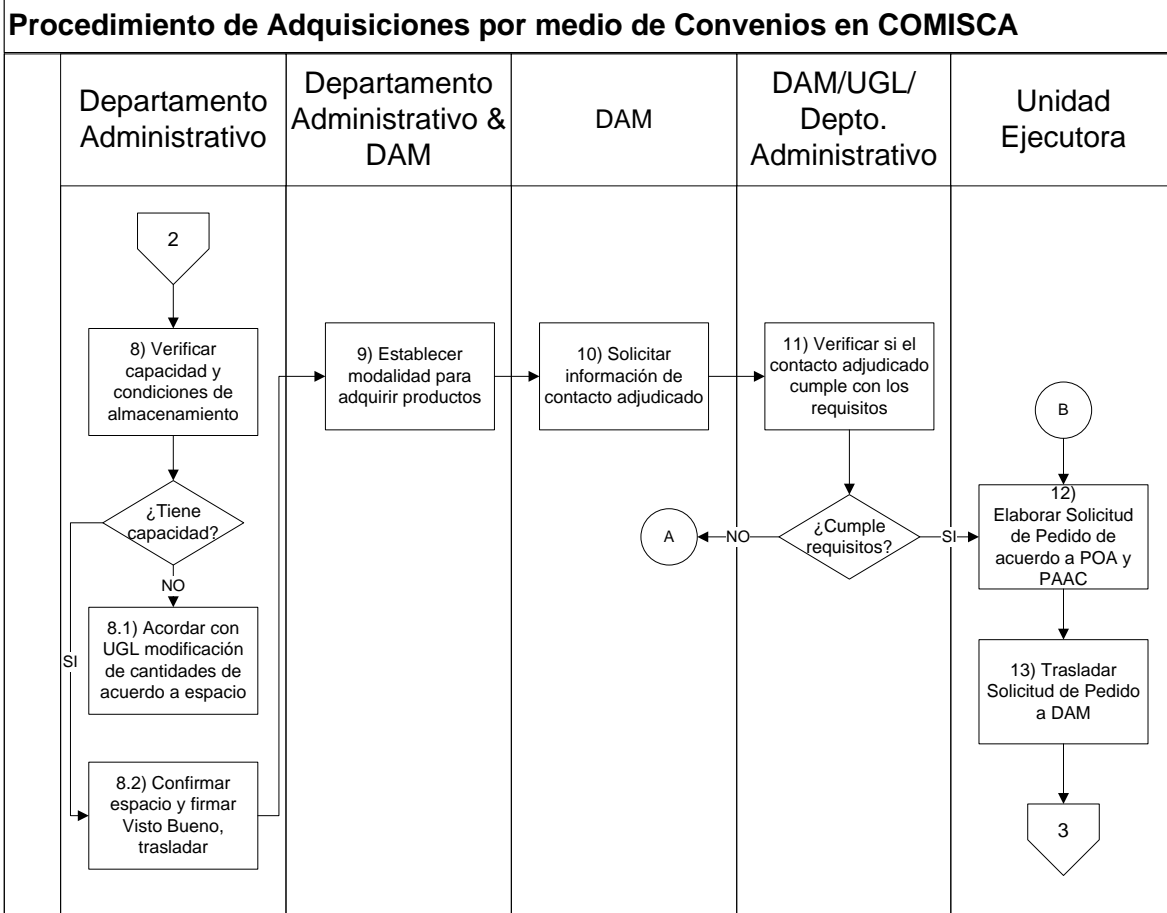 Procedimiento de Adquisiciones por medio de Convenios en COMISCA
Departamento
Administrativo
Departamento
Administrativo &
DAM
DAM
DAM/UGL/
Depto.
Administrativo
Unidad
Ejecutora
2
8) Verificar
capacidad y
condiciones de
almacenamiento
¿Tiene
capacidad?
NO
SI
8.1) Acordar con
UGL modificación
de cantidades de
acuerdo a espacio
8.2) Confirmar
espacio y firmar
Visto Bueno,
trasladar
9) Establecer
modalidad para
adquirir productos
10) Solicitar
información de
contacto adjudicado
11) Verificar si el
contacto adjudicado
cumple con los
requisitos
¿Cumple
requisitos?
NO
A
SI
B
12)
Elaborar Solicitud
de Pedido de
acuerdo a POA y
PAAC
13) Trasladar
Solicitud de Pedido
a DAM
3